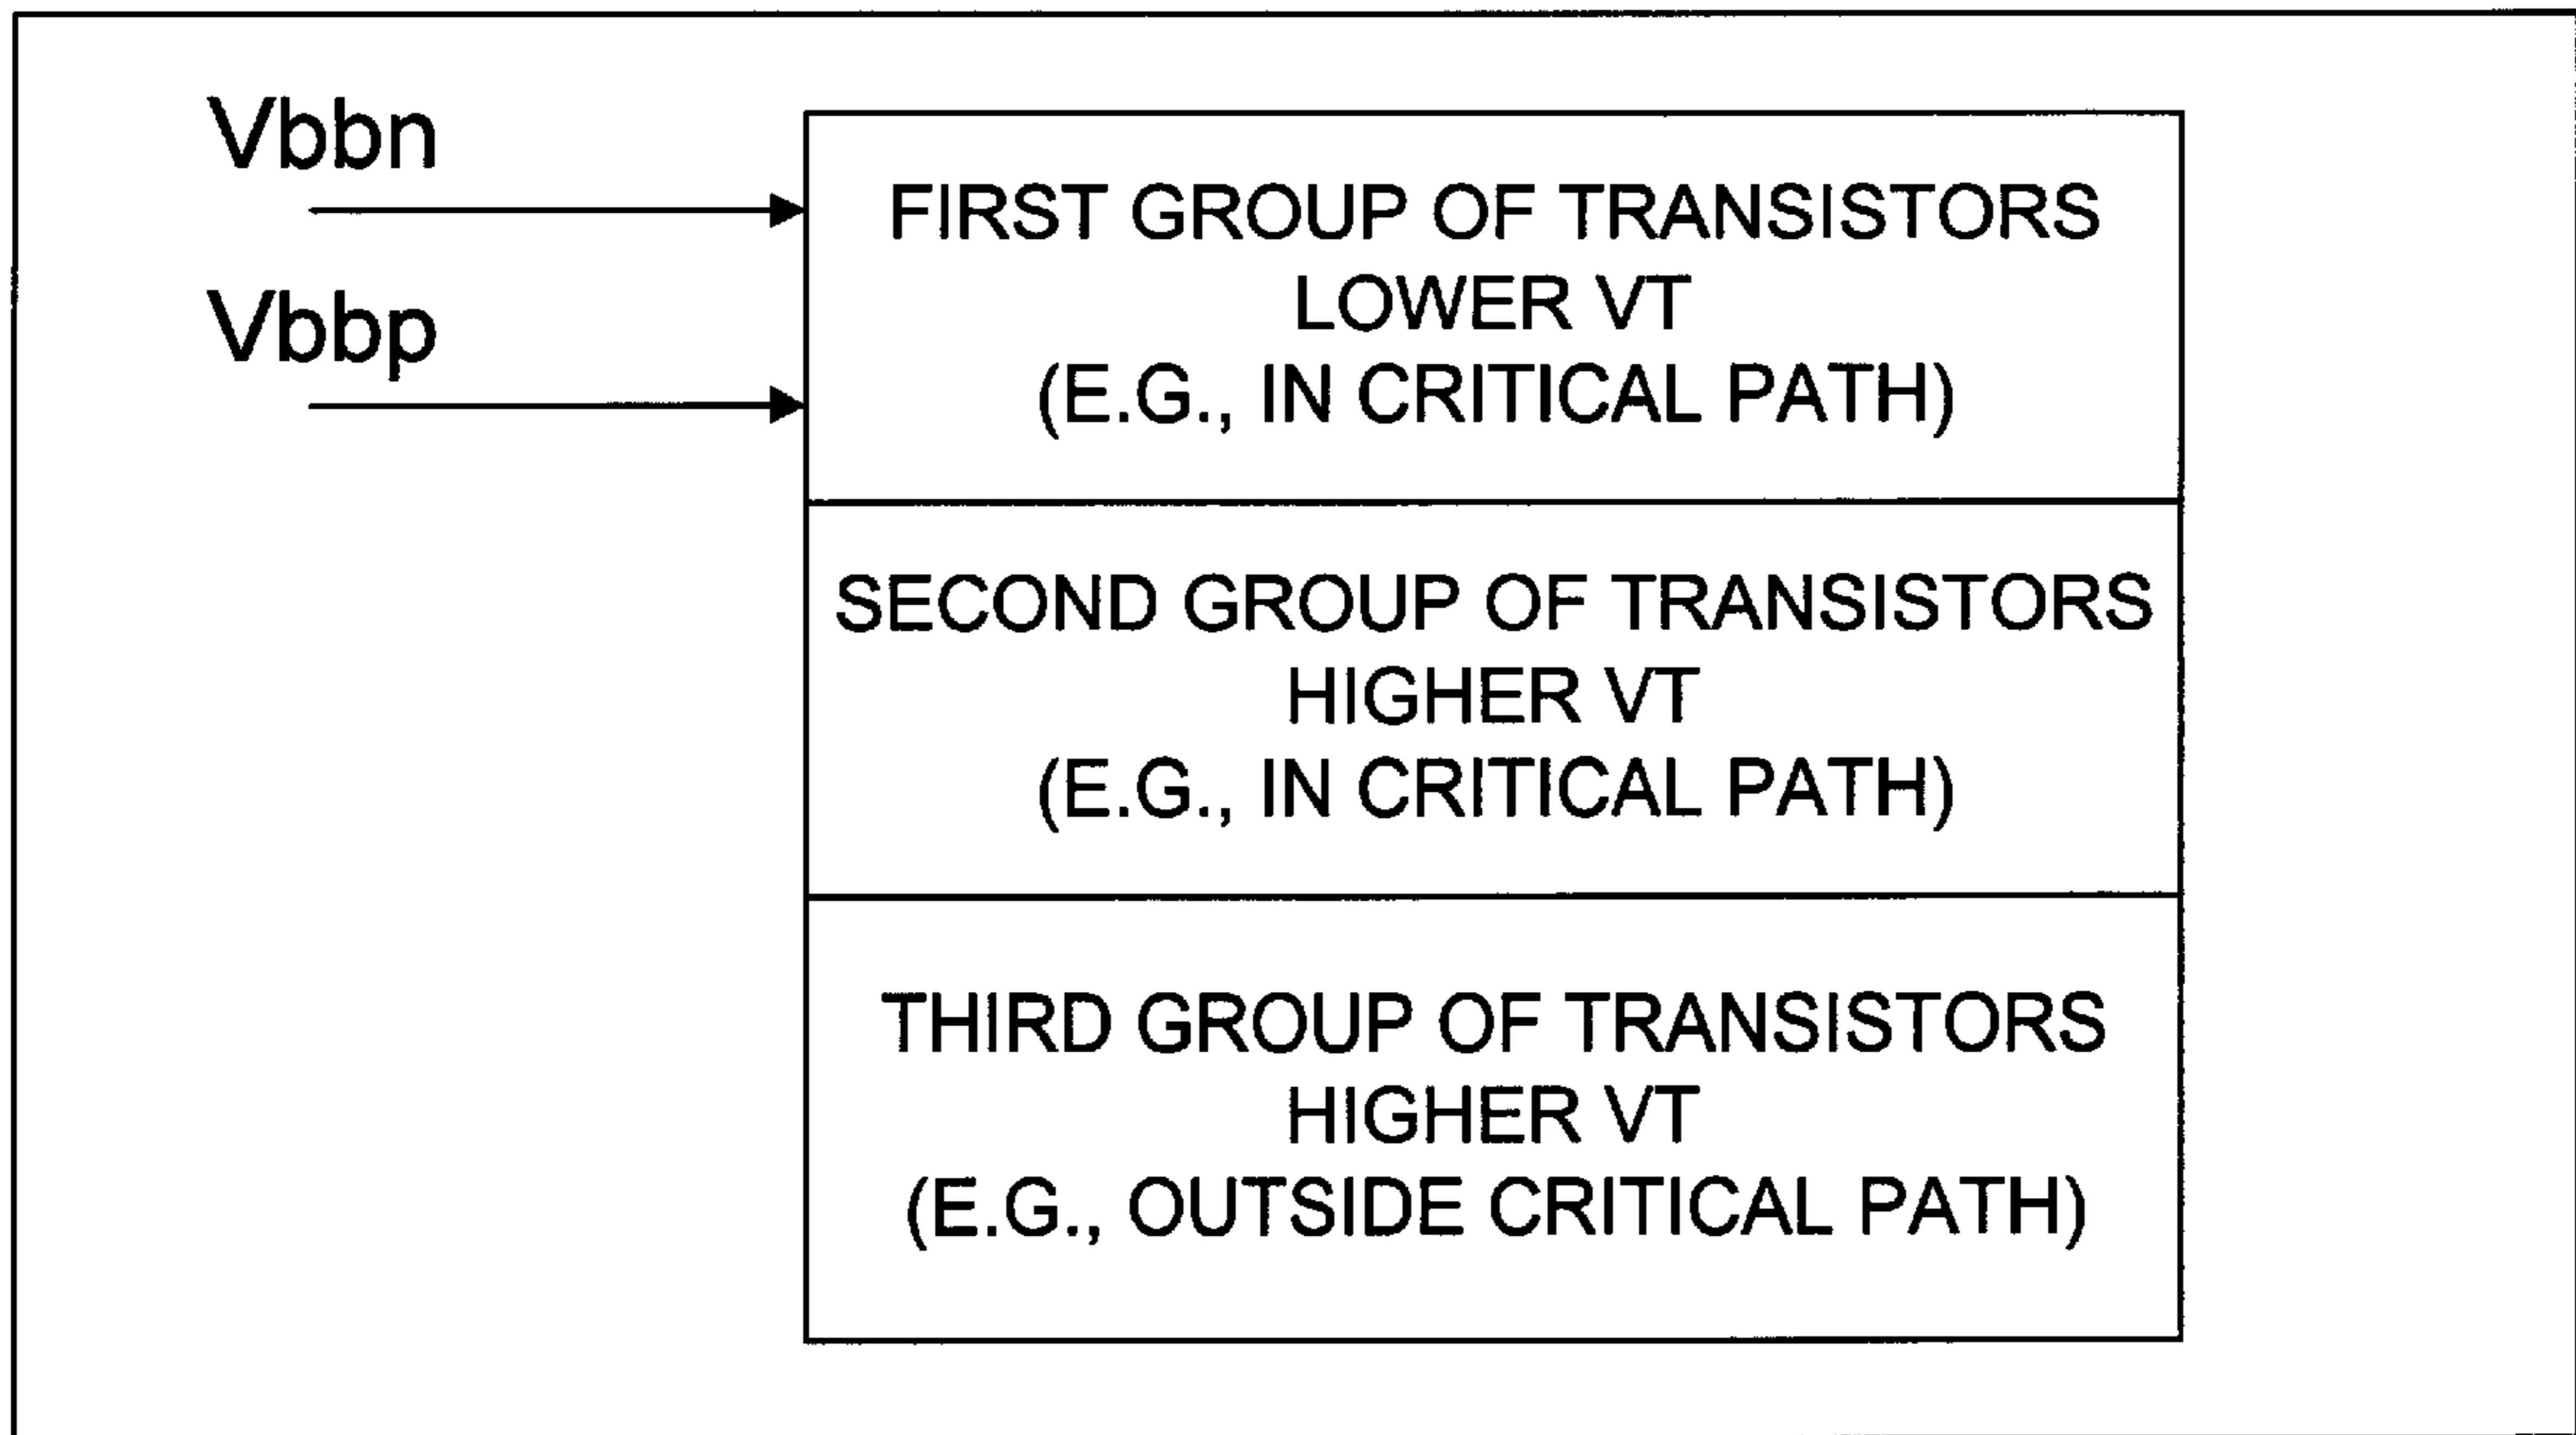 Vbbn
Vbbp
FIRST GROUP OF TRANSISTORS
LOWER VT
(E.G., IN CRITICAL PATH)
SECOND GROUP OF TRANSISTORS
HIGHER VT
(E.G., IN CRITICAL PATH)
THIRD GROUP OF TRANSISTORS
HIGHER VT
(E.G., OUTSIDE CRITICAL PATH)